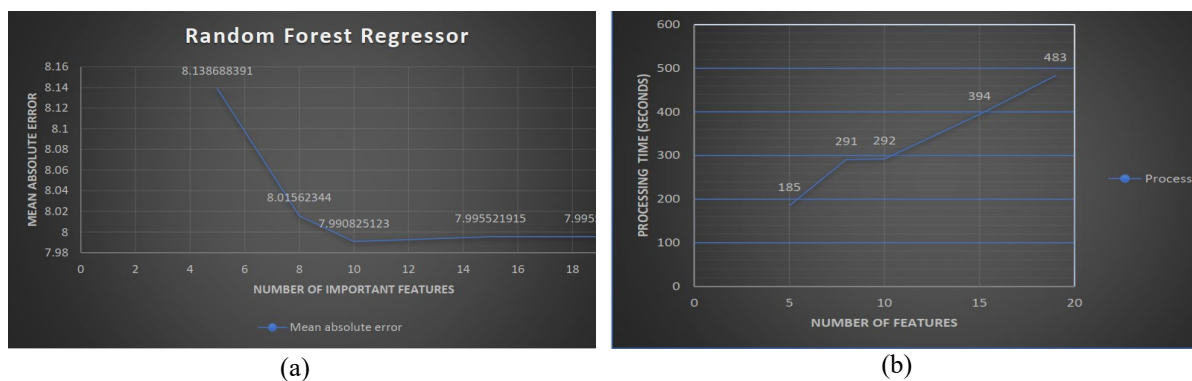 Random Forest Regressor
8.16
8.14
8.12
8.1
8.08
8.06
8.04
8.02
8
7.98
MEAN ABSOLUTE ERROR
8.138688391
8.01562344
7.990825123
7.995521915
7.995
0 2 4 6 8 10 12 14 16 18
NUMBER OF IMPORTANT FEATURES
Mean absolute error
(a)
600
500
400
300
200
100
0
PROCESSING TIME (SECONDS)
185
291
292
394
483
0 5 10 15 20
NUMBER OF FEATURES
Process
(b)